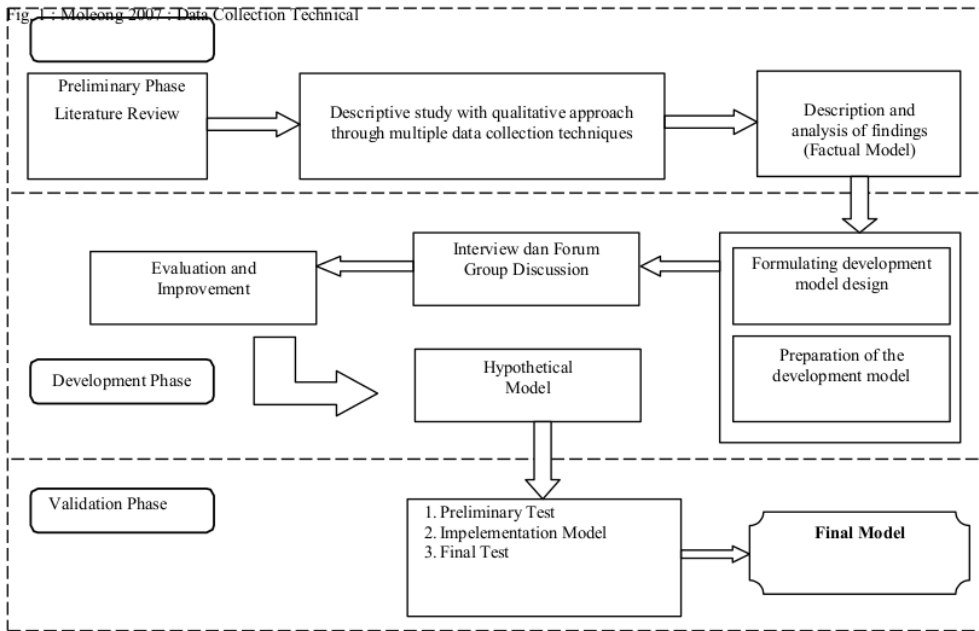 Fig. 1 : Moleong 2007 : Data Collection Technical
Preliminary Phase
Literature Review
Descriptive study with qualitative approach
through multiple data collection techniques
Description and
analysis of findings
(Factual Model)
Formulating development
model design
Preparation of the
development model
Interview dan Forum
Group Discussion
Evaluation and
Improvement
Development Phase
Hypothetical
Model
Validation Phase
1. Preliminary Test
2. Impelementation Model
3. Final Test
Final Model